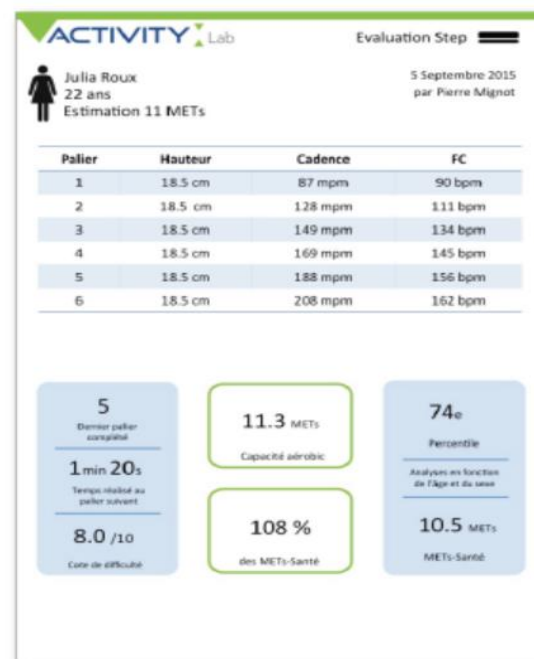 ACTIVITY Lab
Evaluation Step
Julia Roux
22 ans
Estimation 11 METs
5 Septembre 2015
par Pierre Mignot
Palier Hauteur Cadence FC
1 18.5 cm 87 mpm 90 bpm
2 18.5 cm 128 mpm 111 bpm
3 18.5 cm 149 mpm 134 bpm
4 18.5 cm 169 mpm 145 bpm
5 18.5 cm 188 mpm 156 bpm
6 18.5 cm 208 mpm 162 bpm
5
Dernier palier
complété
1min 20s
Temps réalisé au
palier suivant
8.0 /10
Cote de difficulté
11.3 METs
Capacité aérobic
108 %
des METs-Santé
74e
Percentile
Analyses en fonction
de l'âge et du sexe
10.5 METs
METs-Santé